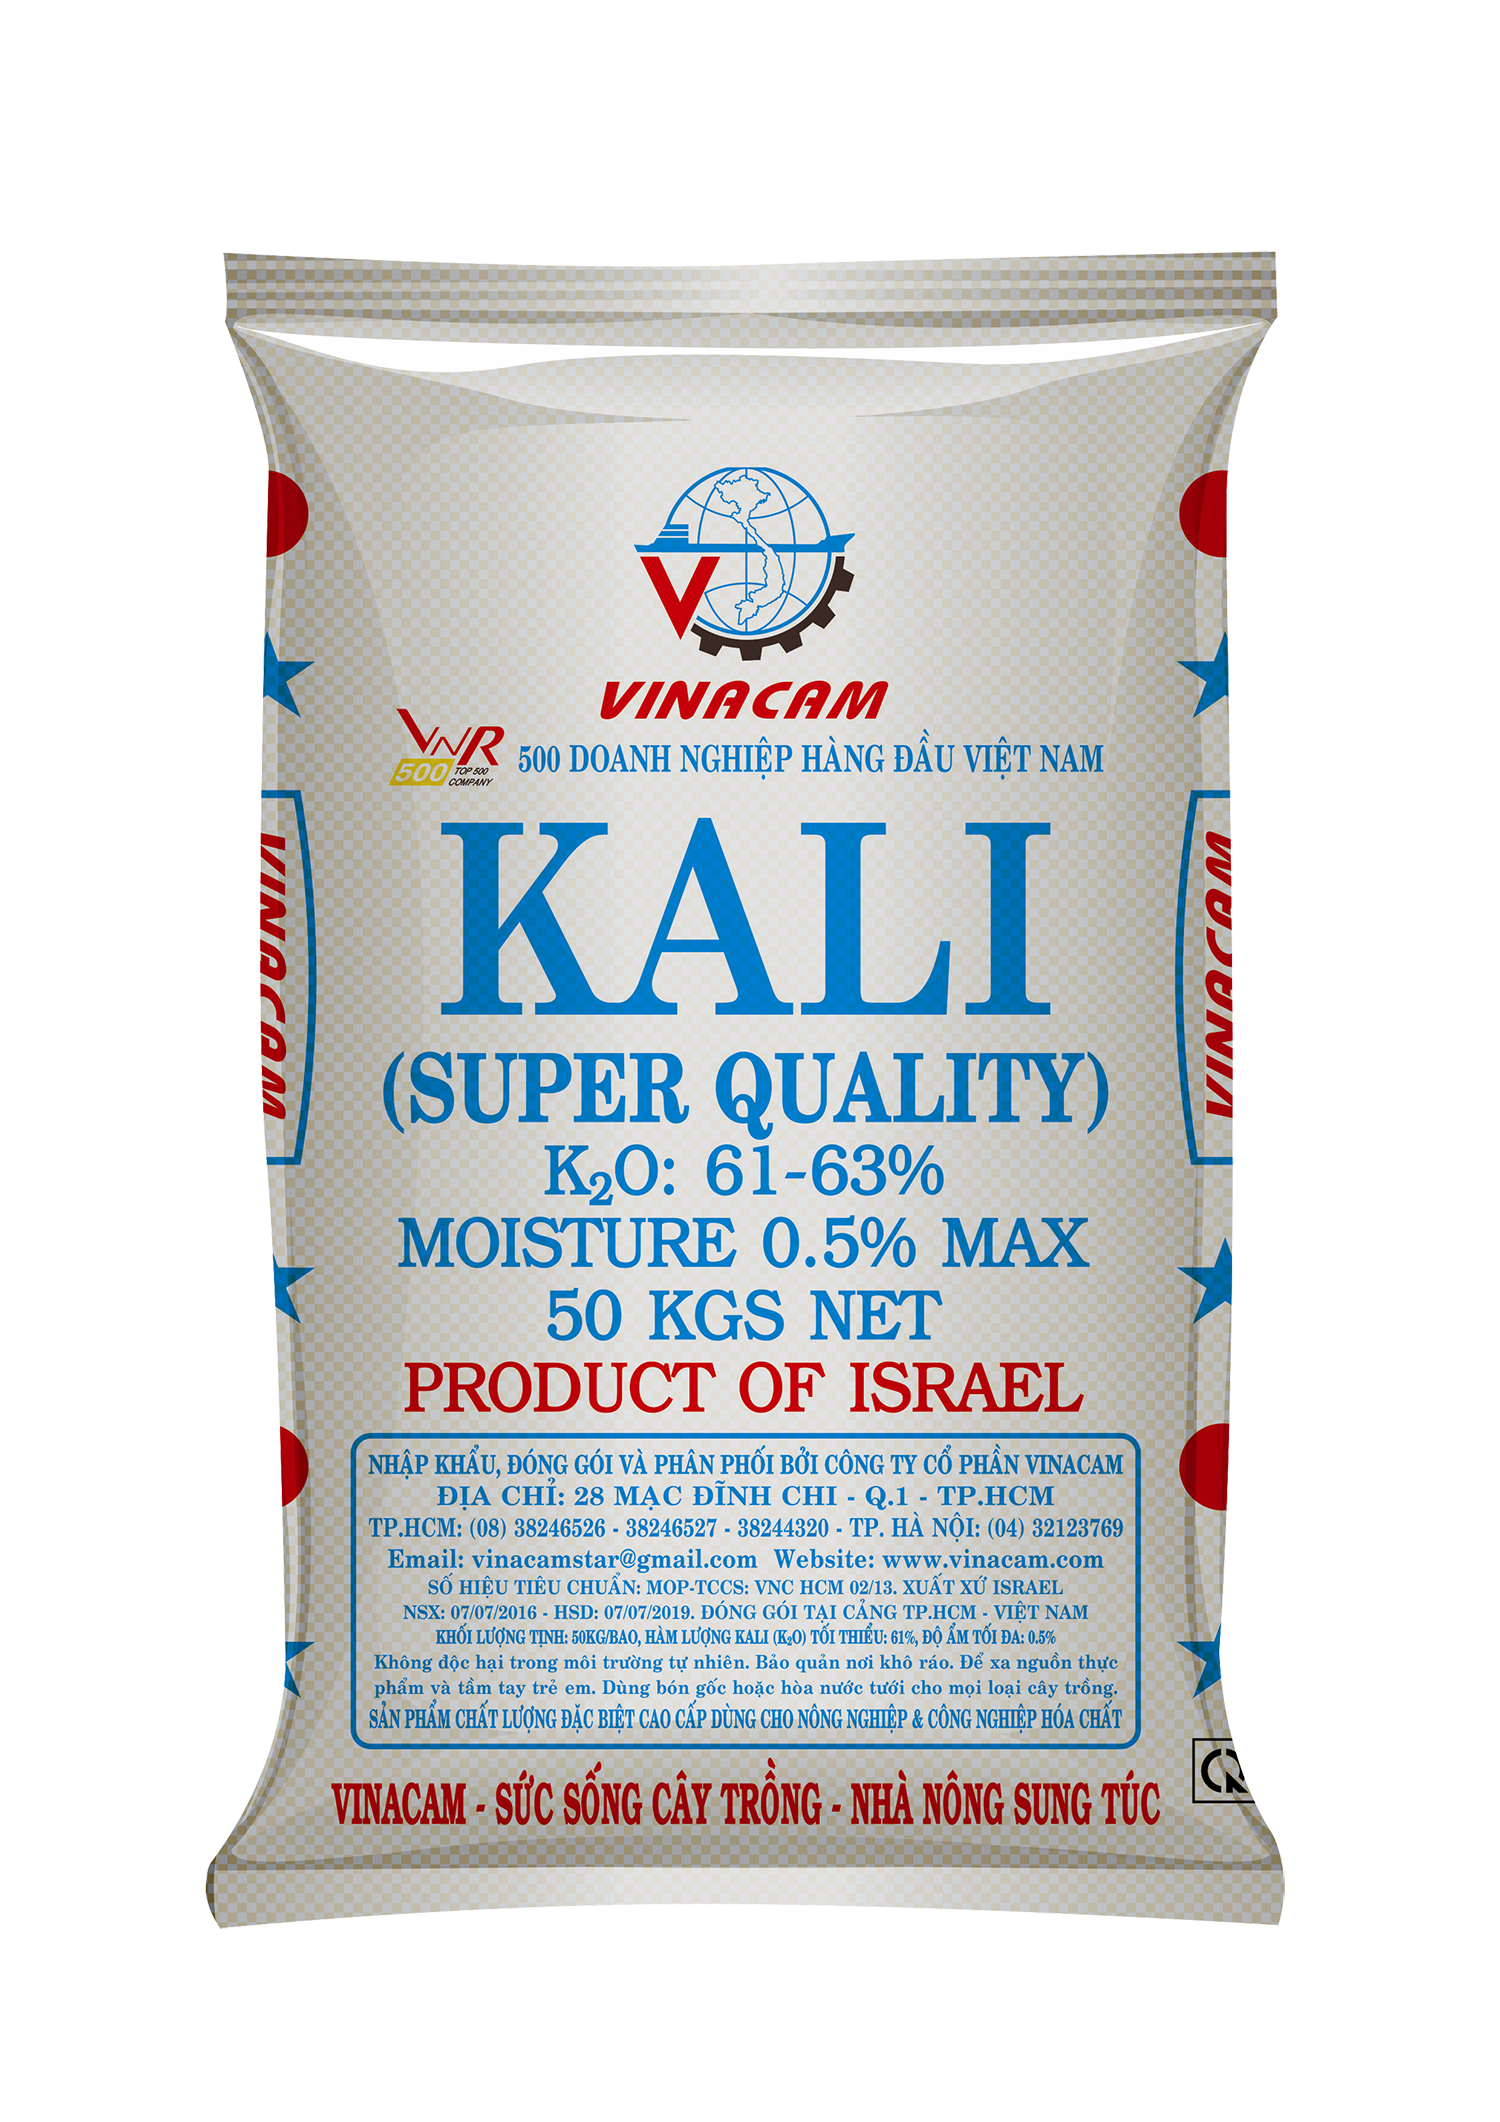 V
VINACAM
VNR
500 TOP 500
COMPANY
500 DOANH NGHIỆP HÀNG ĐẦU VIỆT NAM
KALI
(SUPER QUALITY)
K₂O: 61-63%
MOISTURE 0.5% MAX
50 KGS NET
PRODUCT OF ISRAEL
NHẬP KHẨU, ĐÓNG GÓI VÀ PHÂN PHỐI BỞI CÔNG TY CỔ PHẦN VINACAM
ĐỊA CHỈ: 28 MẠC ĐĨNH CHI - Q.1 - TP.HCM
TP.HCM: (08) 38246526 - 38246527 - 38244320 - TP. HÀ NỘI: (04) 32123769
Email: vinacamstar@gmail.com Website: www.vinacam.com
SỐ HIỆU TIÊU CHUẨN: MOP-TCCS: VNC HCM 02/13. XUẤT XỨ ISRAEL
NSX: 07/07/2016 - HSD: 07/07/2019. ĐÓNG GÓI TẠI CẢNG TP.HCM - VIỆT NAM
KHỐI LƯỢNG TỊNH: 50KG/BAO, HÀM LƯỢNG KALI (K₂O) TỐI THIỂU: 61%, ĐỘ ẨM TỐI ĐA: 0.5%
Không độc hại trong môi trường tự nhiên. Bảo quản nơi khô ráo. Để xa nguồn thực
phẩm và tầm tay trẻ em. Dùng bón gốc hoặc hòa nước tưới cho mọi loại cây trồng.
SẢN PHẨM CHẤT LƯỢNG ĐẶC BIỆT CAO CẤP DÙNG CHO NÔNG NGHIỆP & CÔNG NGHIỆP HÓA CHẤT
VINACAM - SỨC SỐNG CÂY TRỒNG - NHÀ NÔNG SUNG TÚC
VINACAM
VINACAM